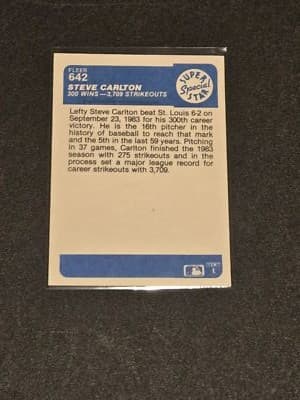 FLEER
642
STEVE CARLTON
300 WINS—3,709 STRIKEOUTS
SUPER
Special
STAR
Lefty Steve Carlton beat St. Louis 6-2 on
September 23, 1983 for his 300th career
victory. He is the 16th pitcher in the
history of baseball to reach that mark
and the 5th in the last 59 years. Pitching
in 37 games, Carlton finished the 1983
season with 275 strikeouts and in the
process set a major league record for
career strikeouts with 3,709.